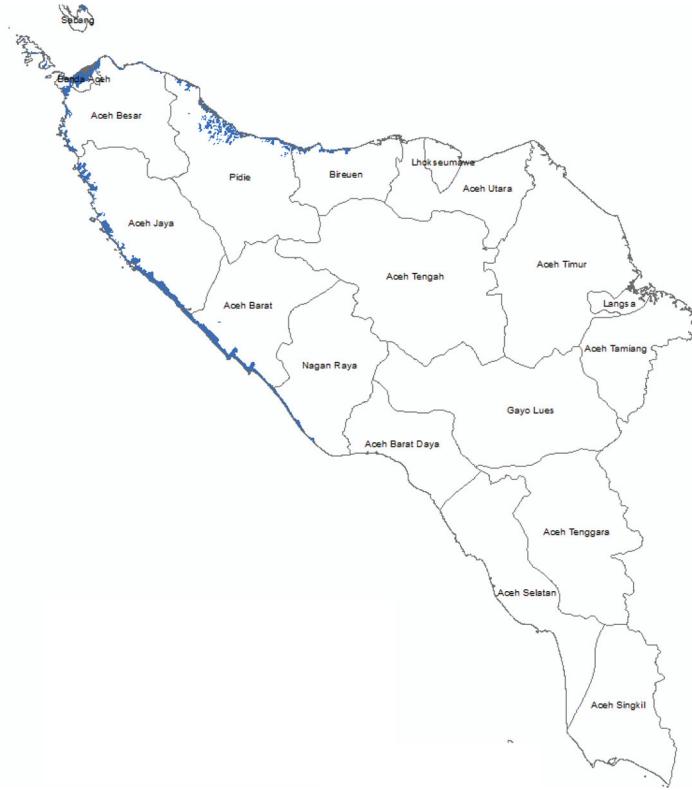 Sabang
Banda Aceh
Aceh Besar
Pidie
Bireuen
Lhokseumawe
Aceh Utara
Aceh Jaya
Aceh Tengah
Aceh Timur
Aceh Barat
Langsa
Aceh Tamiang
Nagan Raya
Gayo Lues
Aceh Barat Daya
Aceh Tenggara
Aceh Selatan
Aceh Singkil